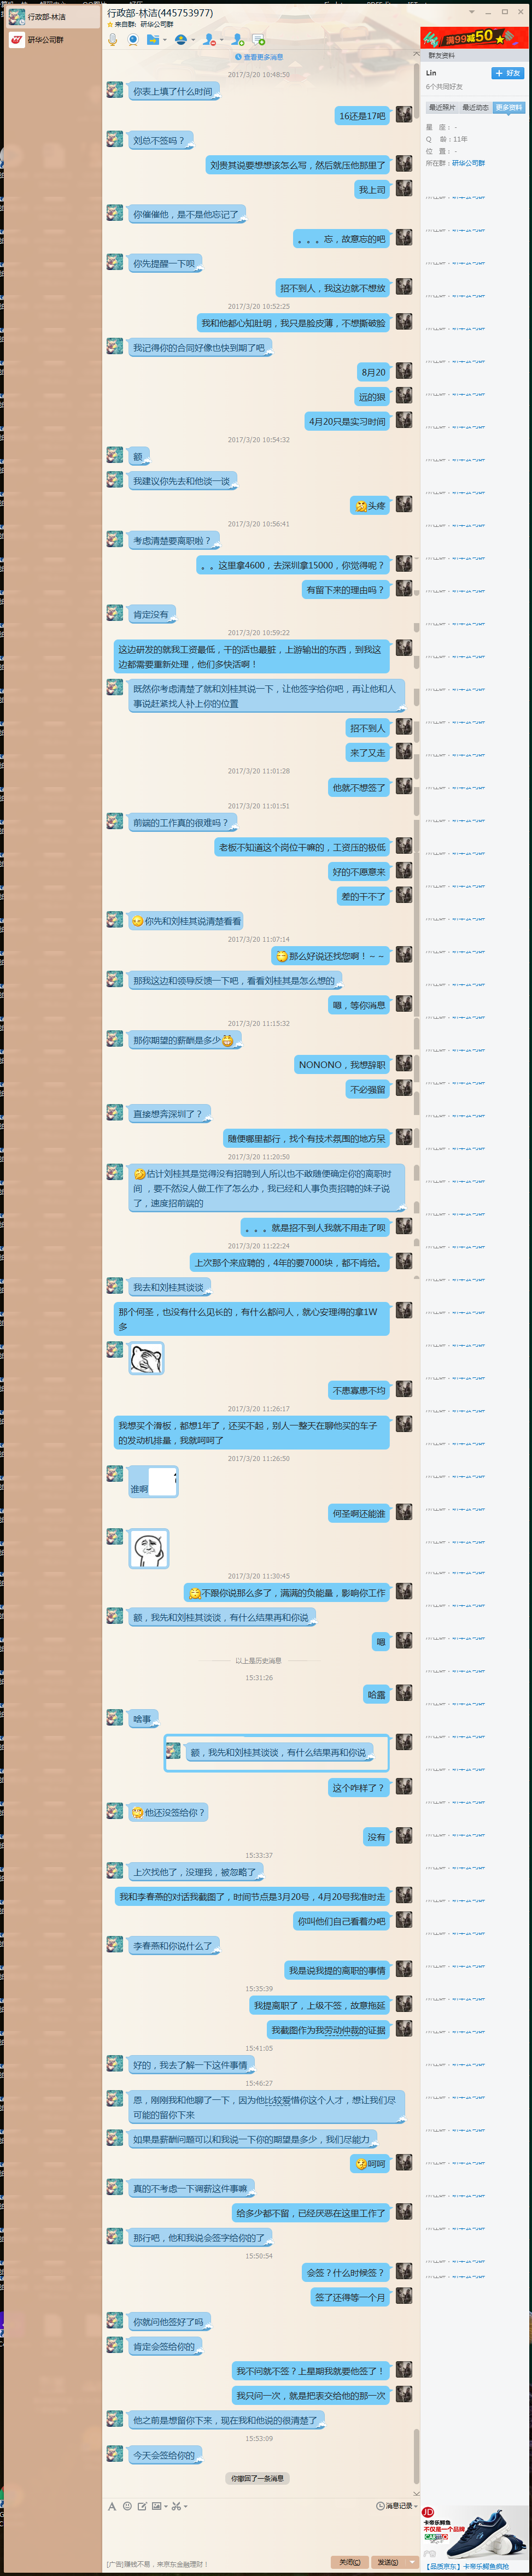 行政部-林洁
研华公司群
行政部-林洁(445753977)
来自群: 研华公司群
满99减50
查看更多消息
2017/3/20 10:48:58
你表上填了什么时间
16还是17吧
刘总不签吗？
刘贵其说要想想该怎么写，然后就压他那里了
我上司
你催催他，是不是他忘记了
。。。忘，故意忘的吧
你先提醒一下呗
招不到人，我这边就不想放
2017/3/20 10:52:25
我和他都心知肚明，我只是脸皮薄，不想撕破脸
我记得你的合同好像也快到期了吧
8月20
远的狠
4月20只是实习时间
2017/3/20 10:54:32
额
我建议你先去和他谈一谈
头疼
2017/3/20 10:56:41
考虑清楚要离职啦？
。。这里拿4600，去深圳拿15000，你觉得呢？
有留下来的理由吗？
肯定没有
2017/3/20 10:59:22
这边研发的就我工资最低，干的活也最脏，上游输出的东西，到我这
边都需要重新处理，他们多快活啊！
既然你考虑清楚了就和刘桂其说一下，让他签字给你吧，再让他和人
事说赶紧找人补上你的位置
招不到人
来了又走
2017/3/20 11:01:28
他就不想签了
2017/3/20 11:01:51
前端的工作真的很难吗？
老板不知道这个岗位干嘛的，工资压的极低
好的不愿意来
差的干不了
你先和刘桂其说清楚看看
2017/3/20 11:07:14
那么好说还找您啊！~~
那我这边和领导反馈一下吧，看看刘桂其是怎么想的
嗯，等你消息
2017/3/20 11:15:32
那你期望的薪酬是多少
NONONO，我想辞职
不必强留
直接想奔深圳了？
随便哪里都行，找个有技术氛围的地方呆
2017/3/20 11:20:50
估计刘桂其是觉得没有招聘到人所以也不敢随便确定你的离职时
间，要不然没人做工作了怎么办，我已经和人事负责招聘的妹子说
了，速度招前端的
。。。就是招不到人我就不用走了呗
2017/3/20 11:22:24
上次那个来应聘的，4年的要7000块，都不肯给。
我去和刘桂其谈谈
那个何圣，也没有什么见长的，有什么都问人，就心安理得的拿1W
多
不患寡患不均
2017/3/20 11:26:17
我想买个滑板，都想1年了，还买不起，别人一整天在聊他买的车子
的发动机排量，我就呵呵了
2017/3/20 11:26:58
谁啊
何圣啊还能谁
2017/3/20 11:30:45
不跟你说那么多了，满满的负能量，影响你工作
额，我先和刘桂其谈谈，有什么结果再和你说
嗯
以上是历史消息
15:31:26
哈露
啥事
额，我先和刘桂其谈谈，有什么结果再和你说
这个咋样了？
他还没签给你？
没有
15:33:37
上次找他了，没理我，被忽略了
我和李春燕的对话我截图了，时间节点是3月20号，4月20号我准时走
你叫他们自己看着办吧
李春燕和你说什么了
我是说我提的离职的事情
15:35:39
我提离职了，上级不签，故意拖延
我截图作为我劳动仲裁的证据
15:41:05
好的，我去了解一下这件事情
15:46:27
恩，刚刚我和他聊了一下，因为他比较爱惜你这个人才，想让我们尽
可能的留你下来
如果是薪酬问题可以和我说一下你的期望是多少，我们尽能力
呵呵
真的不考虑一下调薪这件事嘛
给多少都不留，已经厌恶在这里工作了
那行吧，他和我说会签字给你的了
15:50:54
会签？什么时候签？
签了还得等一个月
你就问他签好了吗
肯定会签给你的
我不问就不签？上星期我就要他签了！
我只问一次，就是把表交给他的那一次
他之前是想留你下来，现在我和他说的很清楚了
15:53:09
今天会签给你的
你撤回了一条消息
消息记录
[广告]赚钱不易，来京东金融理财！
关闭(C)
发送(S)
群友资料
Lin
+ 好友
6个共同好友
最近照片 最近动态 更多资料
星 座：-
Q 龄：11年
位 置：-
所在群：研华公司群
JD
卡帝乐鳄鱼
不仅是一个品牌
广告
【品质京东】卡帝乐鳄鱼疯抢